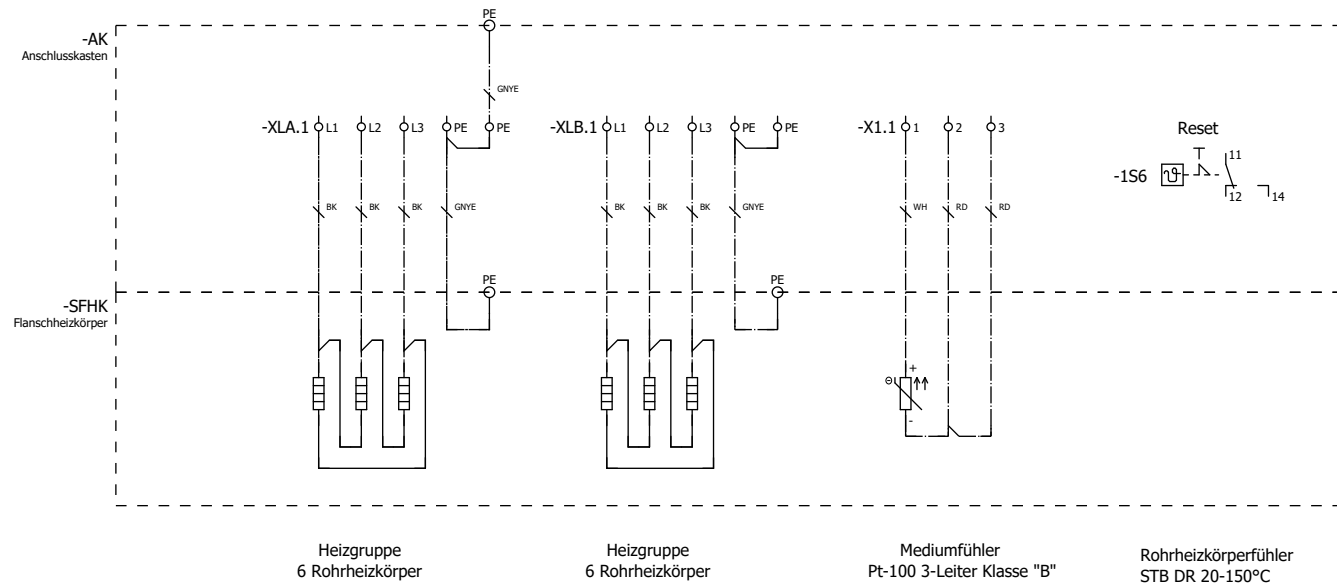 PE
-AK
Anschlusskasten
GNYE
-XLA.1 L1 L2 L3 PE PE
-XLB.1 L1 L2 L3 PE PE
-X1.1 1 2 3
Reset
-1S6 ϑ 11
12 14
BK BK BK GNYE
BK BK BK GNYE
WH RD RD
PE
PE
-SFHK
Flanschheizkörper
+
Θ
-
Heizgruppe
6 Rohrheizkörper
Heizgruppe
6 Rohrheizkörper
Mediumfühler
Pt-100 3-Leiter Klasse "B"
Rohrheizkörperfühler
STB DR 20-150°C